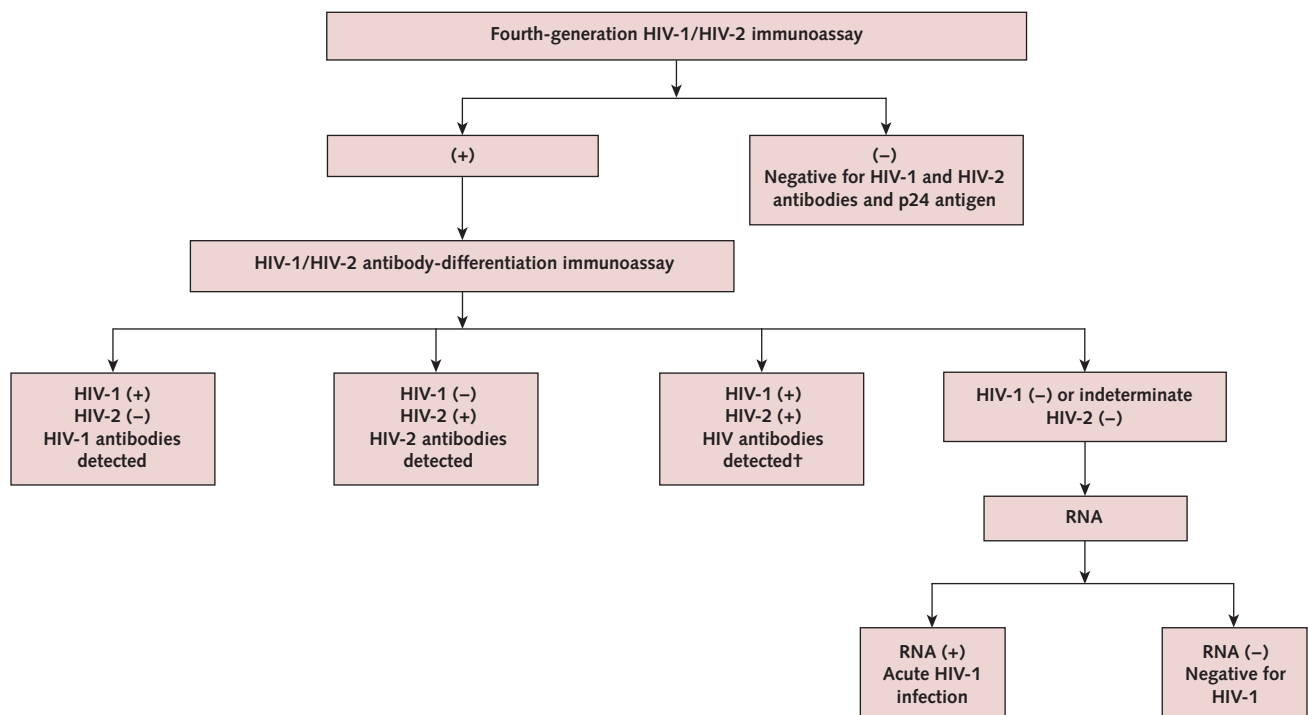 Fourth-generation HIV-1/HIV-2 immunoassay
(+)
(–)
Negative for HIV-1 and HIV-2
antibodies and p24 antigen
HIV-1/HIV-2 antibody-differentiation immunoassay
HIV-1 (+)
HIV-2 (–)
HIV-1 antibodies
detected
HIV-1 (–)
HIV-2 (+)
HIV-2 antibodies
detected
HIV-1 (+)
HIV-2 (+)
HIV antibodies
detected†
HIV-1 (–) or indeterminate
HIV-2 (–)
RNA
RNA (+)
Acute HIV-1
infection
RNA (–)
Negative for
HIV-1